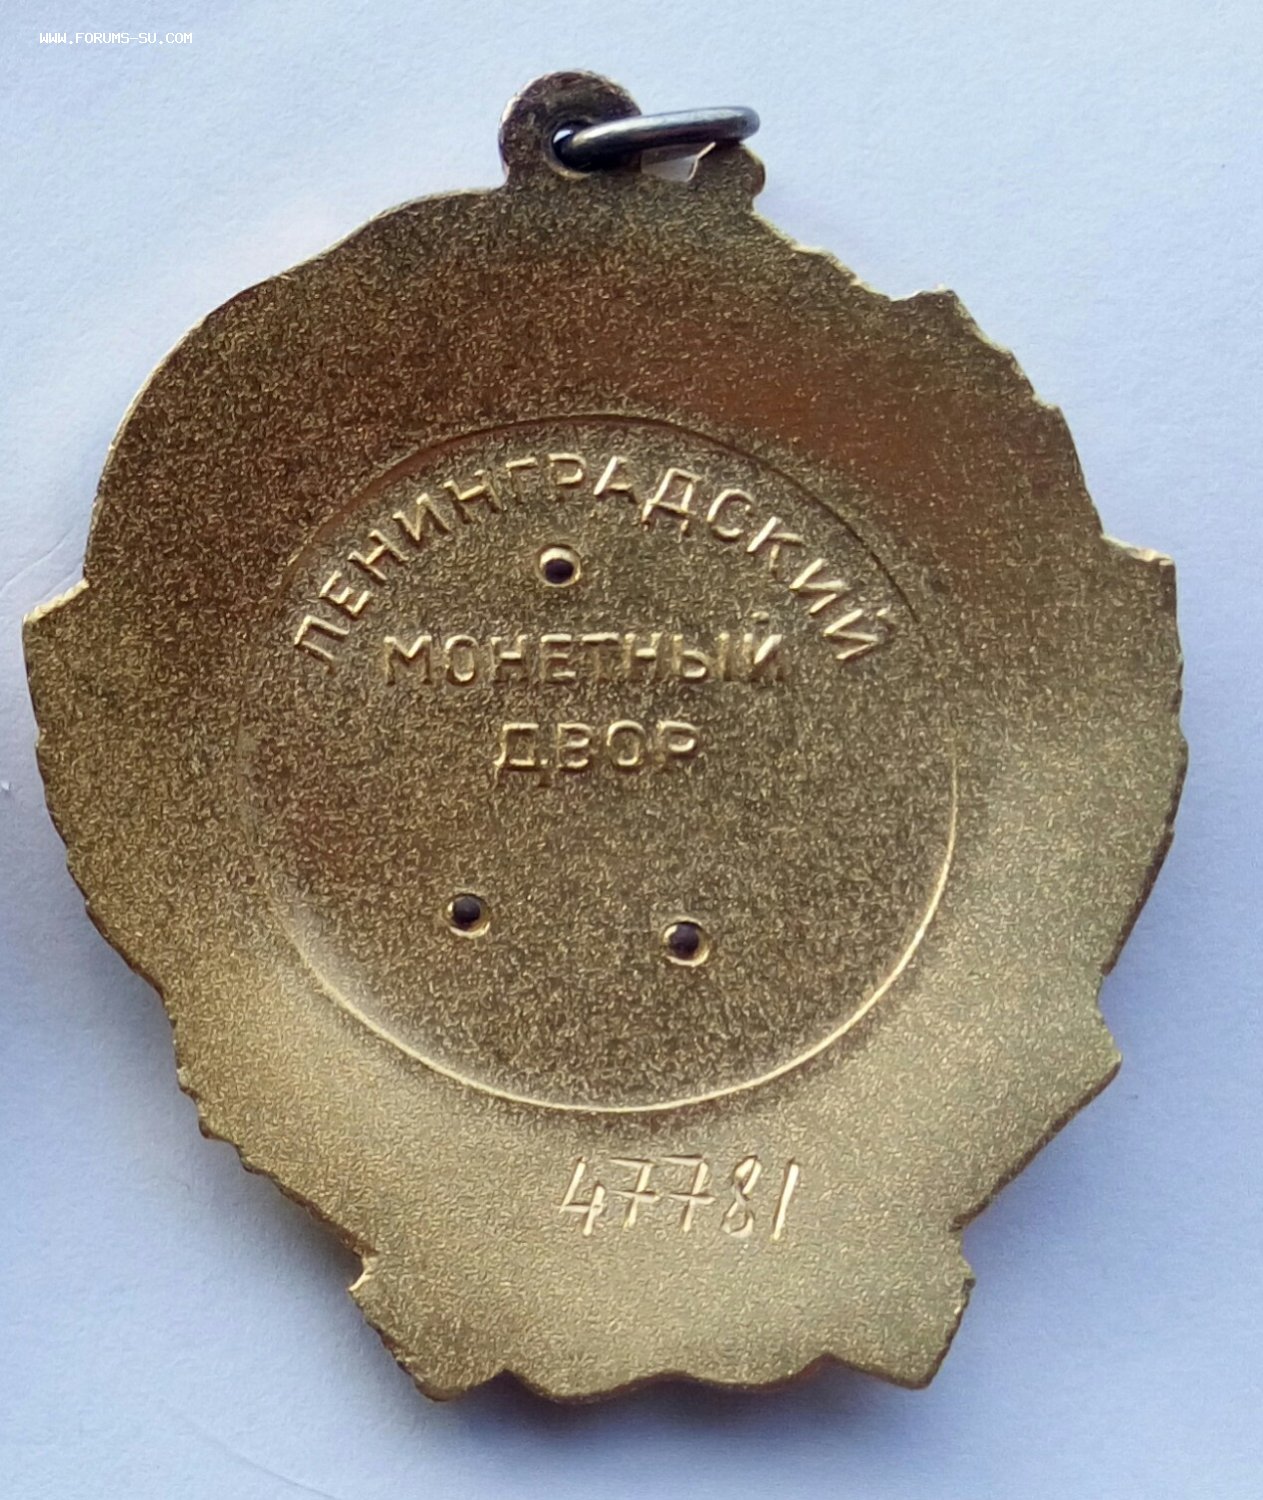 WWW.FORUMS-SU.COM
ЛЕНИНГРАДСКИЙ
МОНЕТНЫЙ
ДВОР
47781